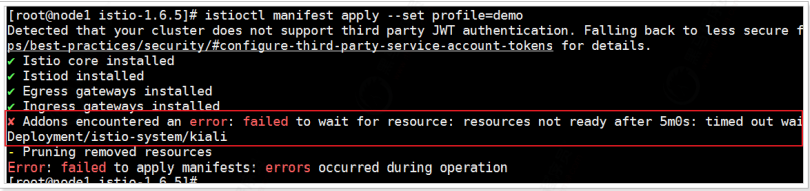 [root@node1 istio-1.6.5]# istioctl manifest apply --set profile=demo
Detected that your cluster does not support third party JWT authentication. Falling back to less secure f
ps/best-practices/security/#configure-third-party-service-account-tokens for details.
✔ Istio core installed
✔ Istiod installed
✔ Egress gateways installed
✔ Ingress gateways installed
✘ Addons encountered an error: failed to wait for resource: resources not ready after 5m0s: timed out wai
Deployment/istio-system/kiali
- Pruning removed resources
Error: failed to apply manifests: errors occurred during operation
[root@node1 istio-1.6.5]#